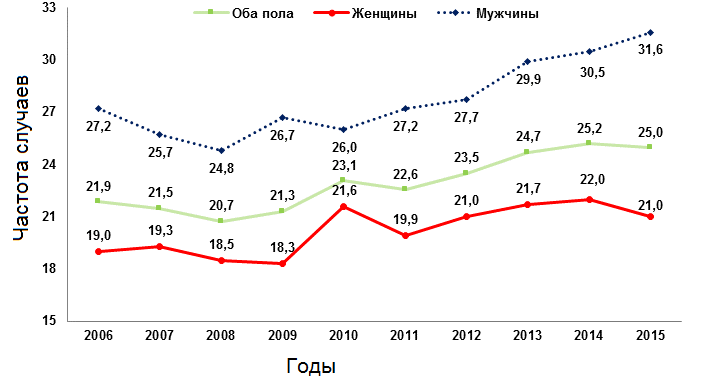 Оба пола Женщины Мужчины
Частота случаев
33
30
27
24
21
18
15
27,2 25,7 24,8 26,7 26,0 27,2 27,7 29,9 30,5 31,6
21,9 21,5 20,7 21,3 23,1 22,6 23,5 24,7 25,2 25,0
19,0 19,3 18,5 18,3 21,6 19,9 21,0 21,7 22,0 21,0
2006 2007 2008 2009 2010 2011 2012 2013 2014 2015
Годы